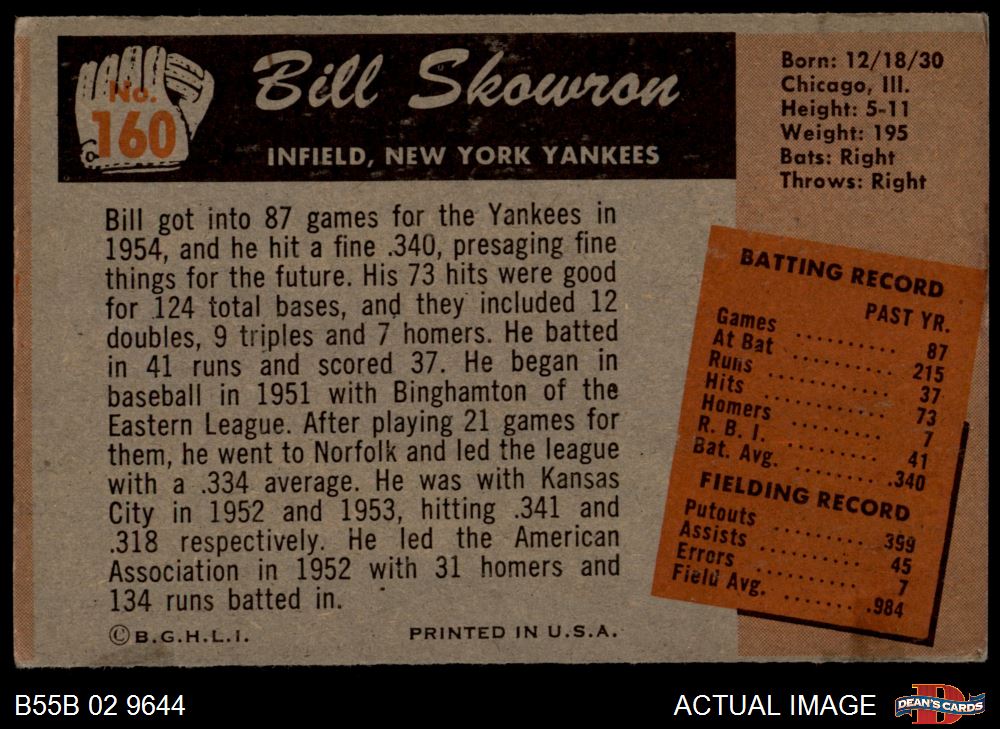 No.
160
Bill Skowron
INFIELD, NEW YORK YANKEES
Born: 12/18/30
Chicago, Ill.
Height: 5-11
Weight: 195
Bats: Right
Throws: Right
Bill got into 87 games for the Yankees in
1954, and he hit a fine .340, presaging fine
things for the future. His 73 hits were good
for 124 total bases, and they included 12
doubles, 9 triples and 7 homers. He batted
in 41 runs and scored 37. He began in
baseball in 1951 with Binghamton of the
Eastern League. After playing 21 games for
them, he went to Norfolk and led the league
with a .334 average. He was with Kansas
City in 1952 and 1953, hitting .341 and
.318 respectively. He led the American
Association in 1952 with 31 homers and
134 runs batted in.
©B.G.H.L.I. PRINTED IN U.S.A.
BATTING RECORD
PAST YR.
Games .......... 87
At Bat .......... 215
Runs .......... 37
Hits .......... 73
Homers .......... 7
R. B. I. .......... 41
Bat. Avg. .......... .340
FIELDING RECORD
Putouts .......... 399
Assists .......... 45
Errors .......... 7
Field Avg. .......... .984
B55B 02 9644
ACTUAL IMAGE
D
DEAN'S CARDS